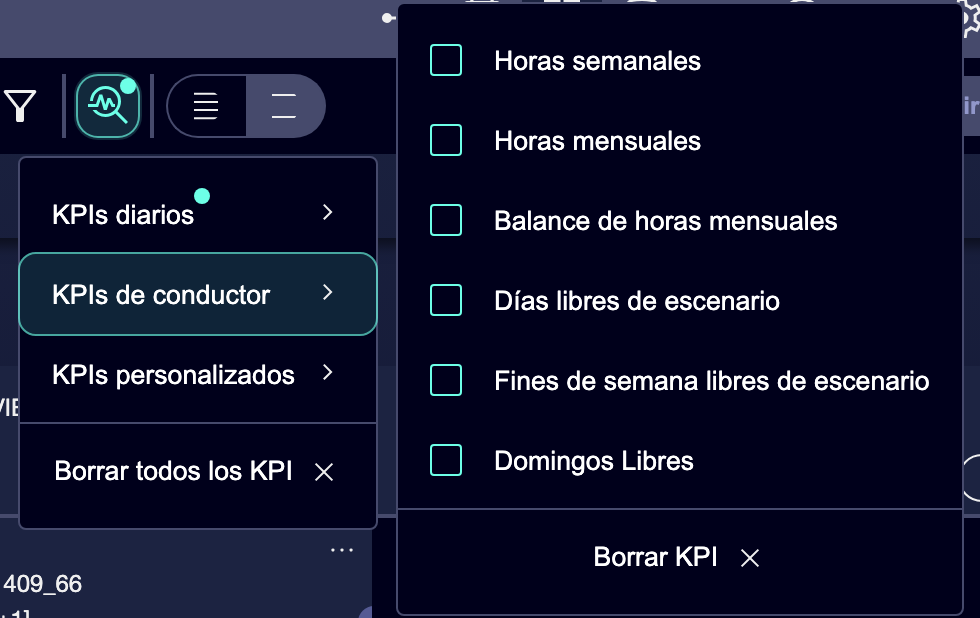 KPIs diarios
KPIs de conductor
KPIs personalizados
Borrar todos los KPI
Horas semanales
Horas mensuales
Balance de horas mensuales
Días libres de escenario
Fines de semana libres de escenario
Domingos Libres
Borrar KPI
409_66